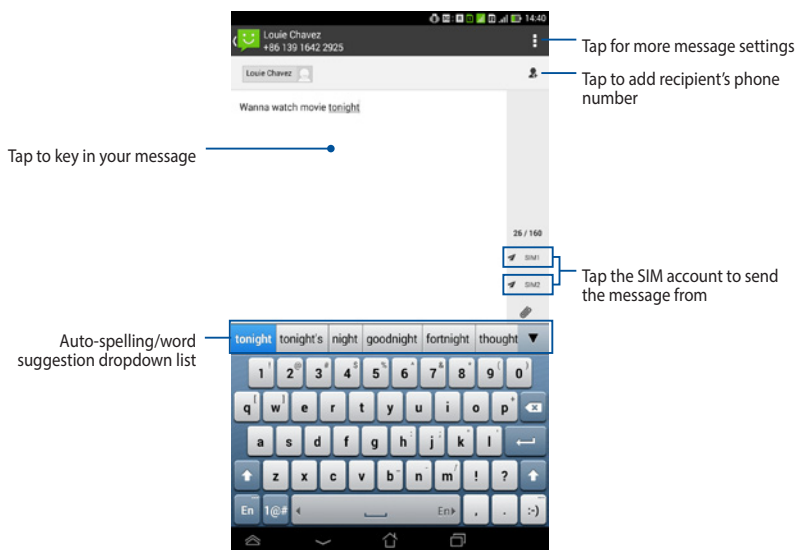 14:40
Louie Chavez
+86 139 1642 2925
Tap for more message settings
Louie Chavez
Tap to add recipient's phone
number
Wanna watch movie tonight
Tap to key in your message
26 / 160
SIM1
SIM2
Tap the SIM account to send
the message from
Auto-spelling/word
suggestion dropdown list
tonight tonight's night goodnight fortnight thought
1 ! 2 @ 3 # 4 $ 5 % 6 ^ 7 & 8 * 9 ( 0 )
q [ w ] e r t y u i o p +
a s d f g h : j ; k ' l '
z x c v b - n m / ! ?
En 1@# En , . :-)